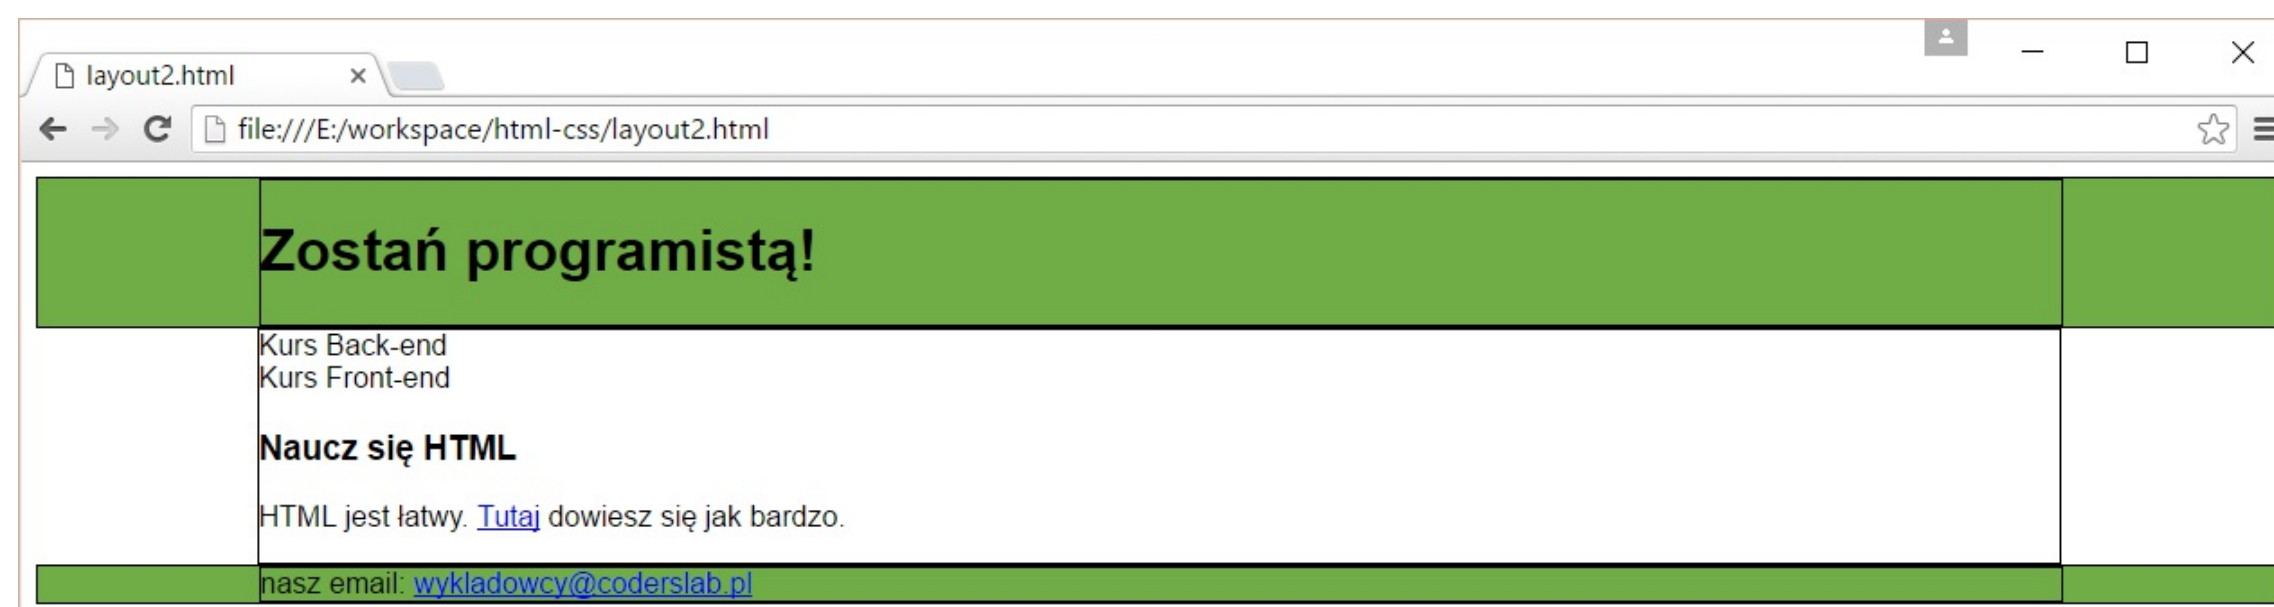 layout2.html
file:///E:/workspace/html-css/layout2.html
Zostań programistą!
Kurs Back-end
Kurs Front-end
Naucz się HTML
HTML jest łatwy. Tutaj dowiesz się jak bardzo.
nasz email: wykladowcy@coderslab.pl